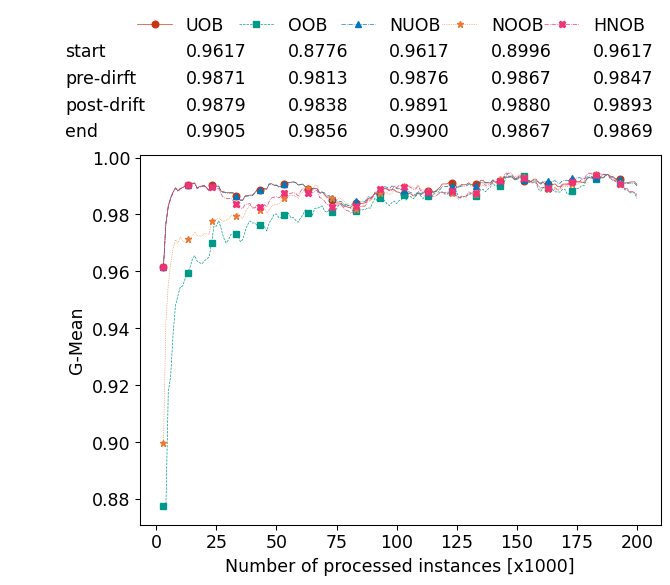 UOB OOB NUOB NOOB HNOB
start 0.9617 0.8776 0.9617 0.8996 0.9617
pre-dirft 0.9871 0.9813 0.9876 0.9867 0.9847
post-drift 0.9879 0.9838 0.9891 0.9880 0.9893
end 0.9905 0.9856 0.9900 0.9867 0.9869
1.00
0.98
0.96
0.94
0.92
0.90
0.88
G-Mean
0 25 50 75 100 125 150 175 200
Number of processed instances [x1000]